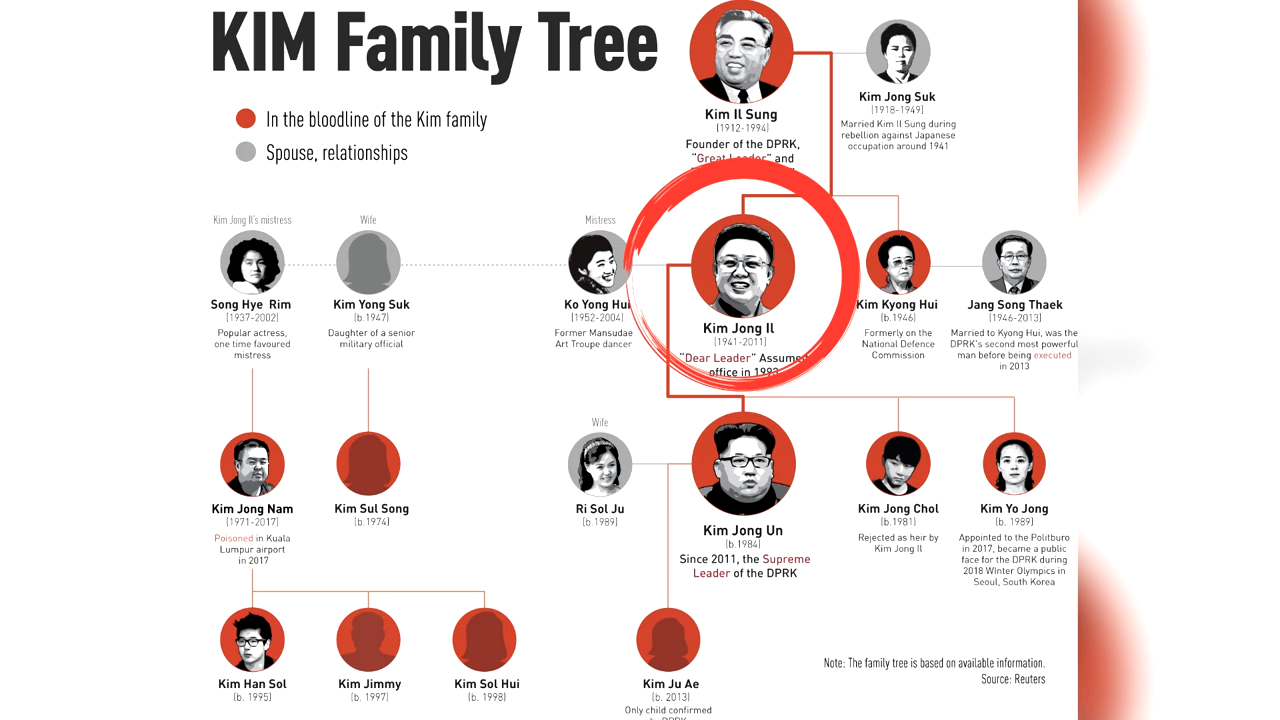 KIM Family Tree
In the bloodline of the Kim family
Spouse, relationships
Kim Il Sung
(1912-1994)
Founder of the DPRK,
"Great Leader" and
Kim Jong Suk
(1918-1949)
Married Kim Il Sung during
rebellion against Japanese
occupation around 1941
Kim Jong Il's mistress
Song Hye Rim
(1937-2002)
Popular actress,
one time favoured
mistress
Wife
Kim Yong Suk
(b.1947)
Daughter of a senior
military official
Mistress
Ko Yong Hui
(1952-2004)
Former Mansudae
Art Troupe dancer
Kim Jong Il
(1941-2011)
"Dear Leader" Assumed
office in 1993
Kim Kyong Hui
(b.1946)
Formerly on the
National Defence
Commission
Jang Song Thaek
(1946-2013)
Married to Kyong Hui, was the
DPRK's second most powerful
man before being executed
in 2013
Kim Jong Nam
(1971-2017)
Poisoned in Kuala
Lumpur airport
in 2017
Kim Sul Song
(b.1974)
Wife
Ri Sol Ju
(b.1989)
Kim Jong Un
(b.1984)
Since 2011, the Supreme
Leader of the DPRK
Kim Jong Chol
(b.1981)
Rejected as heir by
Kim Jong Il
Kim Yo Jong
(b. 1989)
Appointed to the Politburo
in 2017, became a public
face for the DPRK during
2018 WInter Olympics in
Seoul, South Korea
Kim Han Sol
(b. 1995)
Kim Jimmy
(b. 1997)
Kim Sol Hui
(b. 1998)
Kim Ju Ae
(b. 2013)
Only child confirmed
Note: The family tree is based on available information.
Source: Reuters